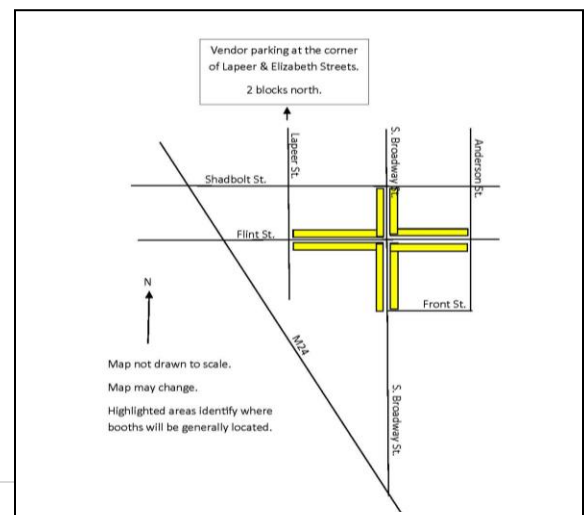 Vendor parking at the corner
of Lapeer & Elizabeth Streets.
2 blocks north.
Lapeer St.
S. Broadway St.
Anderson St.
Shadbolt St.
Flint St.
Front St.
N
M24
Map not drawn to scale.
Map may change.
Highlighted areas identify where
booths will be generally located.
S. Broadway St.